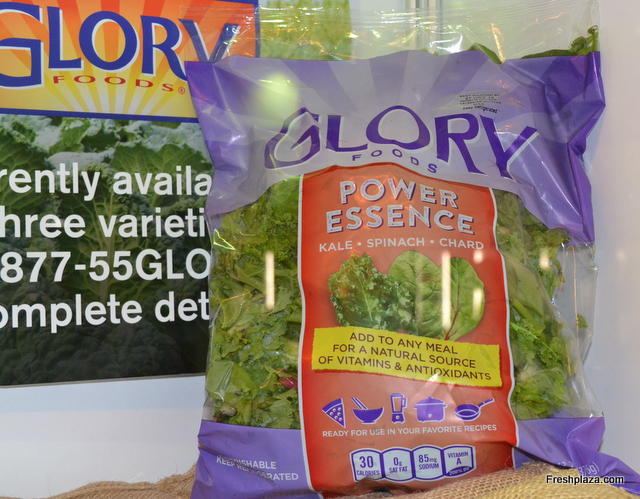 GLORY
FOODS®
rently availa
hree varieti
877-55GLO
omplete det
GLORY
FOODS
POWER
ESSENCE
KALE • SPINACH • CHARD
ADD TO ANY MEAL
FOR A NATURAL SOURCE
OF VITAMINS & ANTIOXIDANTS
READY FOR USE IN YOUR FAVORITE RECIPES
30
CALORIES
0g
SAT FAT
85mg
SODIUM
VITAMIN
A
PERISHABLE
KEEP REFRIGERATED
Freshplaza.com